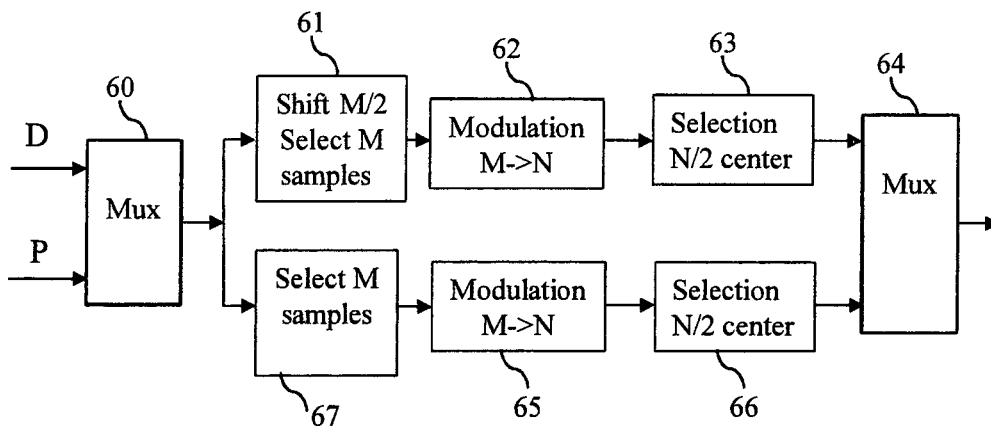 61
62
63
64
60
Shift M/2
Select M
samples
Modulation
M->N
Selection
N/2 center
D
Mux
Mux
P
Select M
samples
Modulation
M->N
Selection
N/2 center
67
65
66